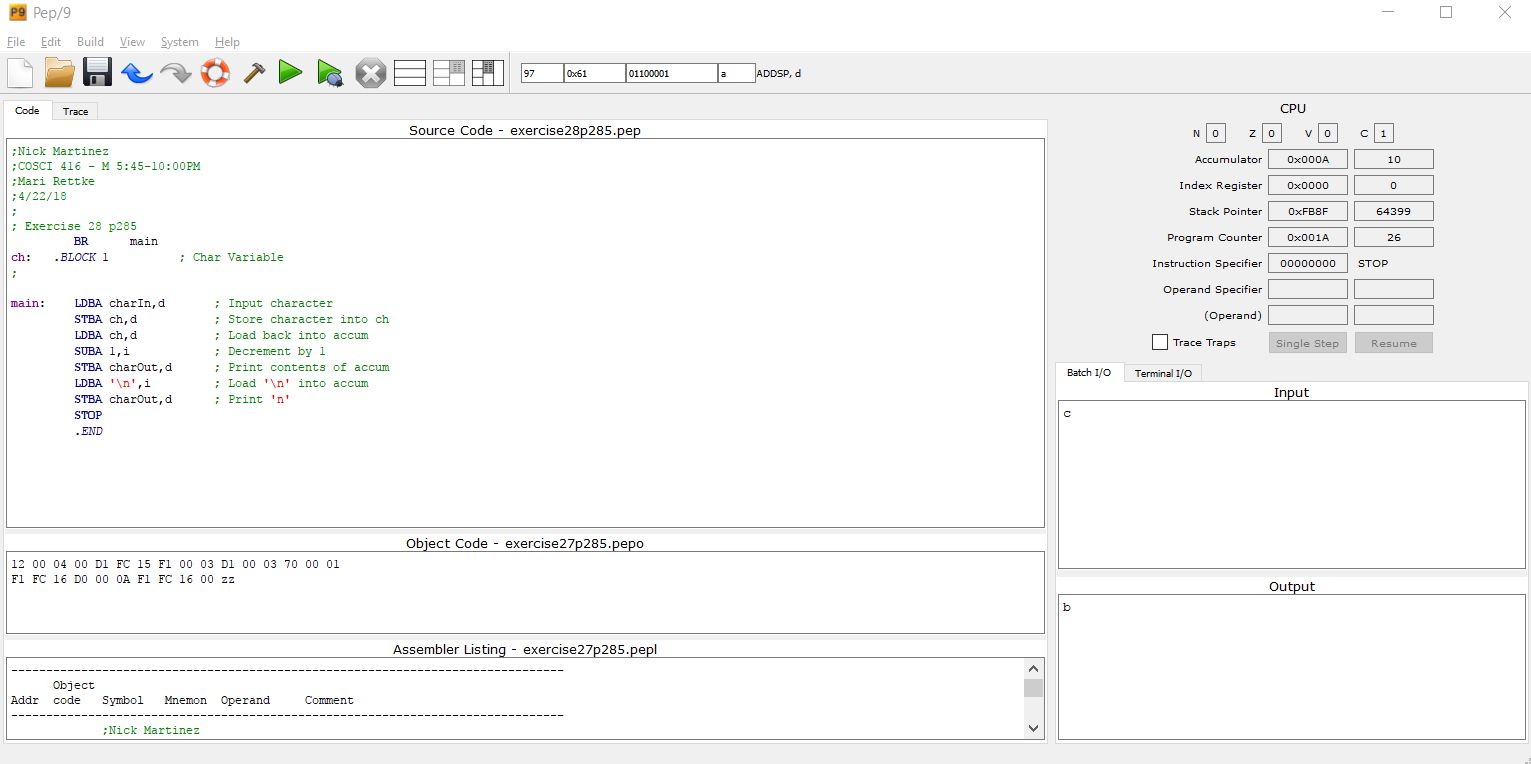 Pep/9
File Edit Build View System Help
97 0x61 01100001 a ADDSP, d
Code Trace
Source Code - exercise28p285.pep
;Nick Martinez
;COSCI 416 - M 5:45-10:00PM
;Mari Rettke
;4/22/18
;
; Exercise 28 p285
BR main
ch: .BLOCK 1 ; Char Variable
;
main: LDBA charIn,d ; Input character
STBA ch,d ; Store character into ch
LDBA ch,d ; Load back into accum
SUBA 1,i ; Decrement by 1
STBA charOut,d ; Print contents of accum
LDBA '\n',i ; Load '\n' into accum
STBA charOut,d ; Print 'n'
STOP
.END
Object Code - exercise27p285.pepo
12 00 04 00 D1 FC 15 F1 00 03 D1 00 03 70 00 01
F1 FC 16 D0 00 0A F1 FC 16 00 zz
Assembler Listing - exercise27p285.pepl
-------------------------------------------------------------------------------
Object
Addr code Symbol Mnemon Operand Comment
-------------------------------------------------------------------------------
;Nick Martinez
CPU
N 0 Z 0 V 0 C 1
Accumulator 0x000A 10
Index Register 0x0000 0
Stack Pointer 0xFB8F 64399
Program Counter 0x001A 26
Instruction Specifier 00000000 STOP
Operand Specifier
(Operand)
Trace Traps Single Step Resume
Batch I/O Terminal I/O
Input
c
Output
b